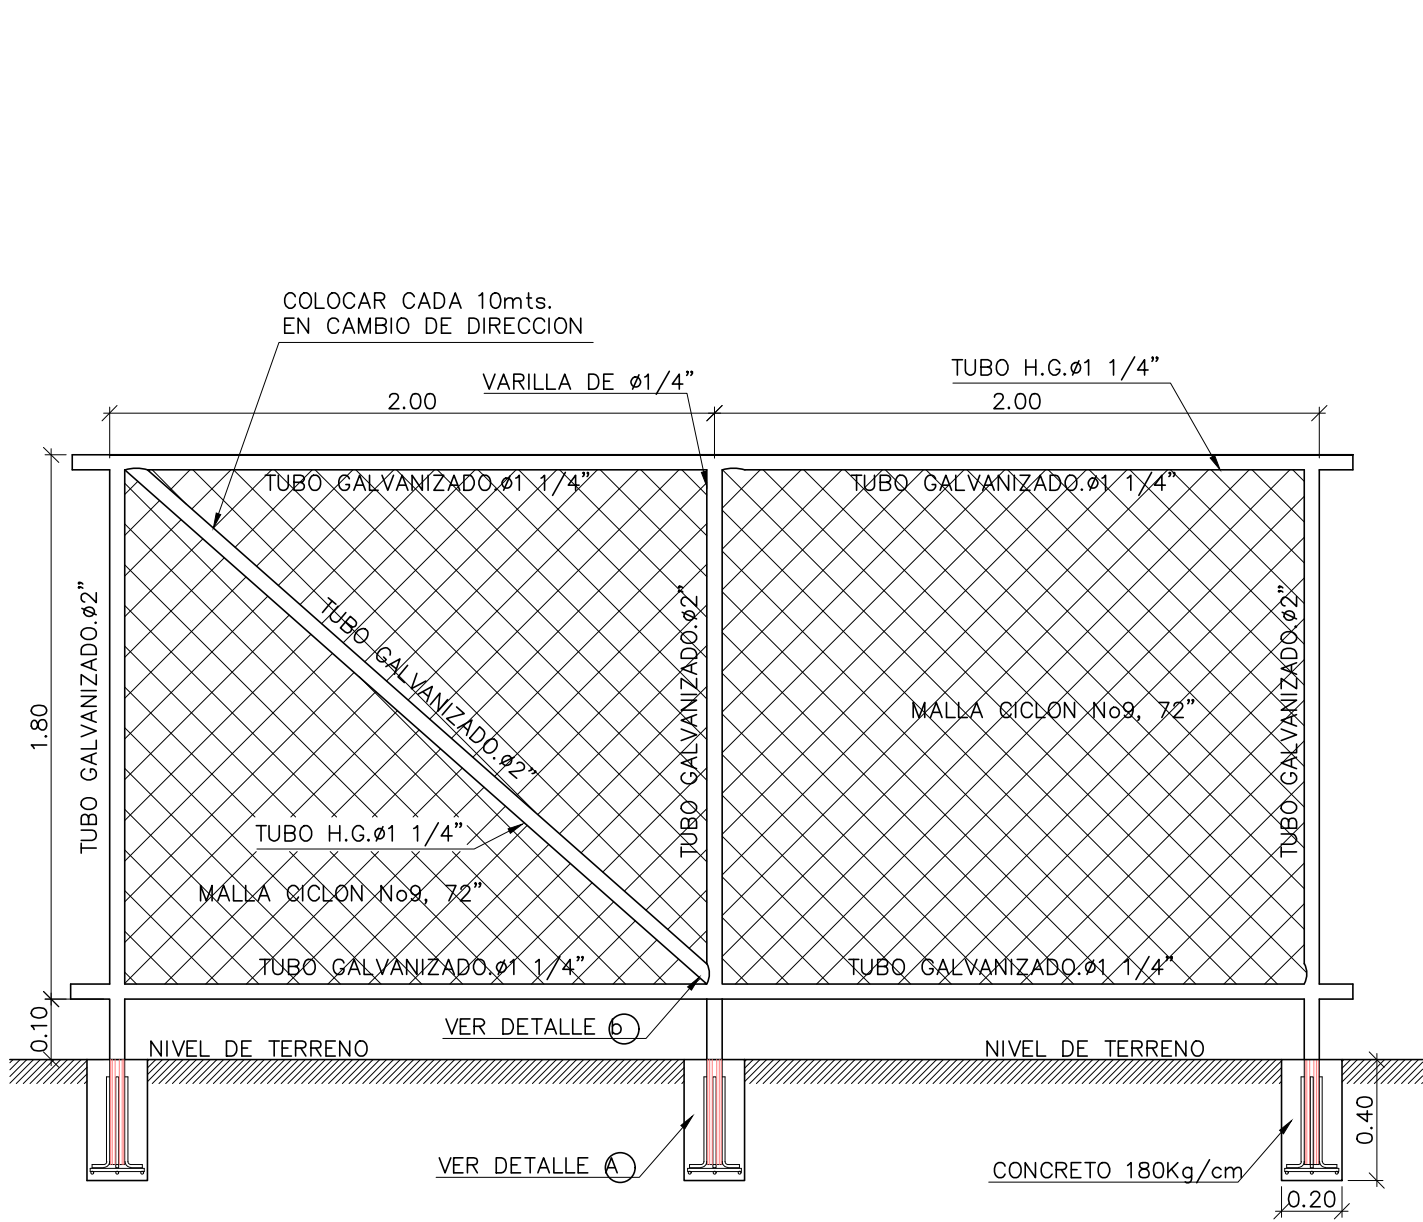 COLOCAR CADA 10mts.
EN CAMBIO DE DIRECCION
VARILLA DE ø1/4"
TUBO H.G.ø1 1/4"
2.00
2.00
TUBO GALVANIZADO.ø1 1/4"
TUBO GALVANIZADO.ø1 1/4"
TUBO GALVANIZADO.ø2"
TUBO GALVANIZADO.ø2"
TUBO GALVANIZADO.ø2"
TUBO GALVANIZADO.ø2"
1.80
MALLA CICLON No9, 72"
TUBO H.G.ø1 1/4"
MALLA CICLON No9, 72"
TUBO GALVANIZADO.ø1 1/4"
TUBO GALVANIZADO.ø1 1/4"
0.10
VER DETALLE b
NIVEL DE TERRENO
NIVEL DE TERRENO
0.40
VER DETALLE A
CONCRETO 180Kg/cm
0.20